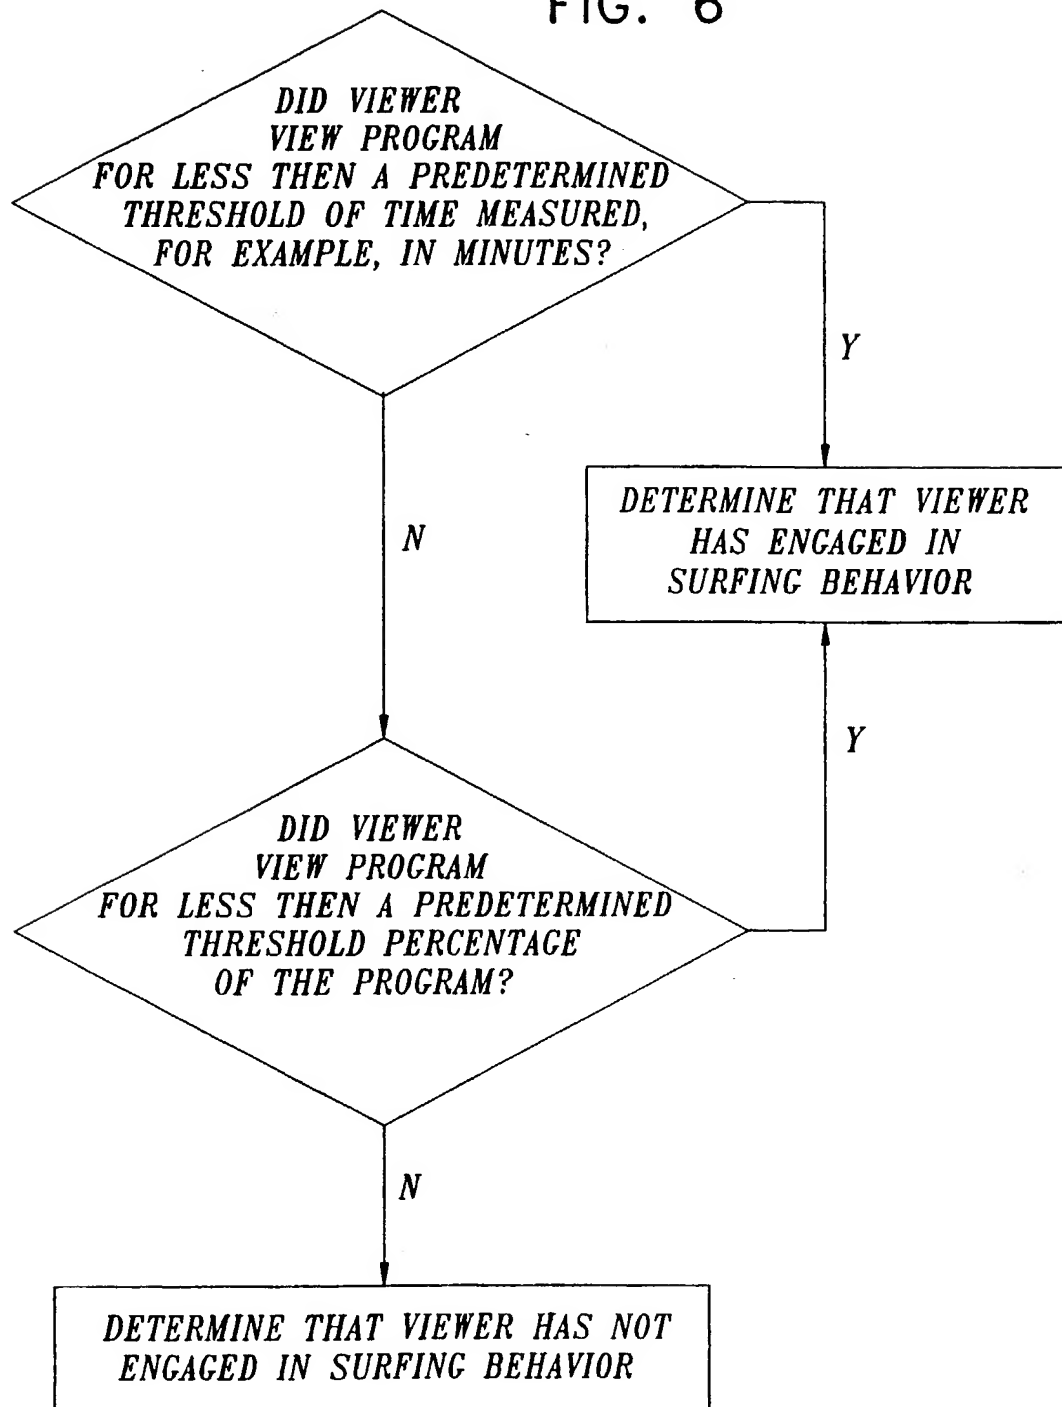 FIG. 6
DID VIEWER
VIEW PROGRAM
FOR LESS THEN A PREDETERMINED
THRESHOLD OF TIME MEASURED,
FOR EXAMPLE, IN MINUTES?
Y
DETERMINE THAT VIEWER
HAS ENGAGED IN
SURFING BEHAVIOR
N
Y
DID VIEWER
VIEW PROGRAM
FOR LESS THEN A PREDETERMINED
THRESHOLD PERCENTAGE
OF THE PROGRAM?
N
DETERMINE THAT VIEWER HAS NOT
ENGAGED IN SURFING BEHAVIOR